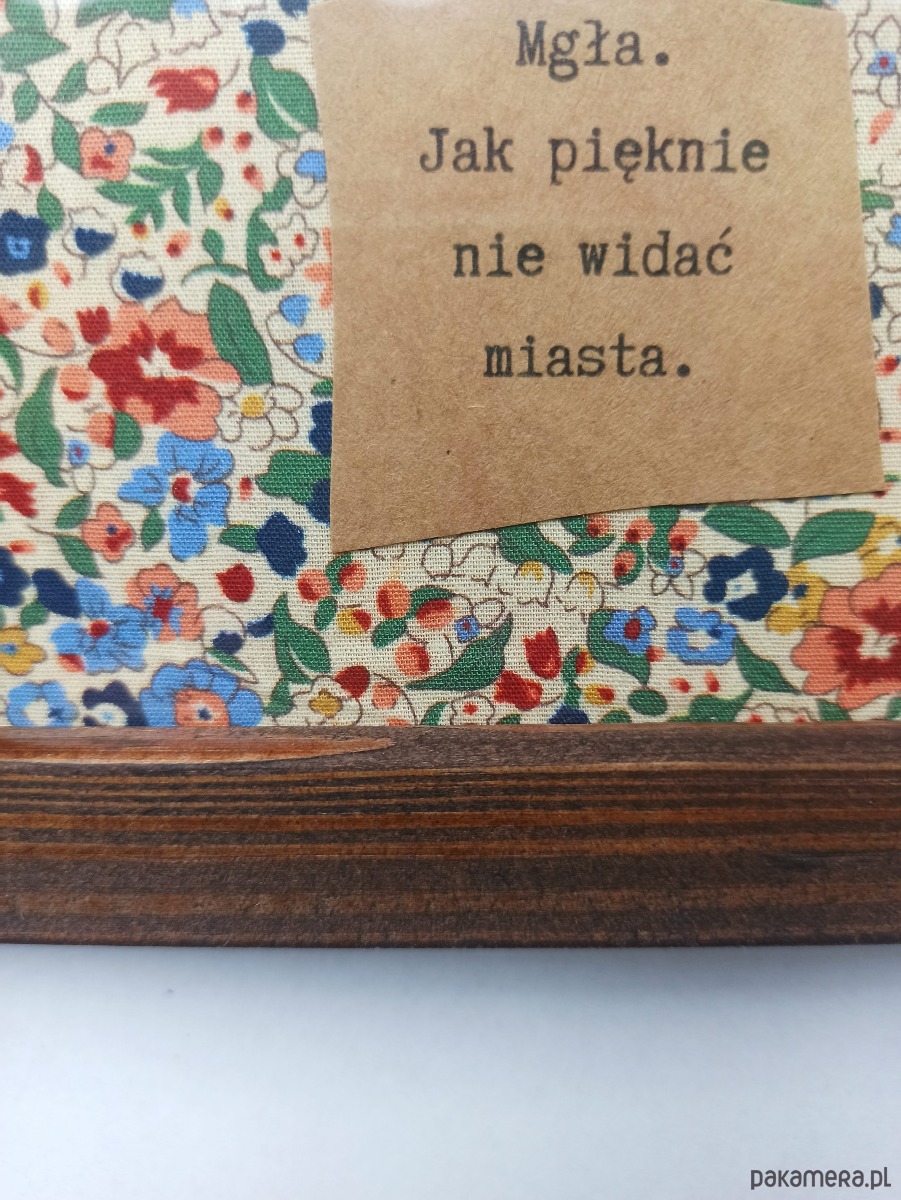 Mgła.
Jak pięknie
nie widać
miasta.
pakamera.pl